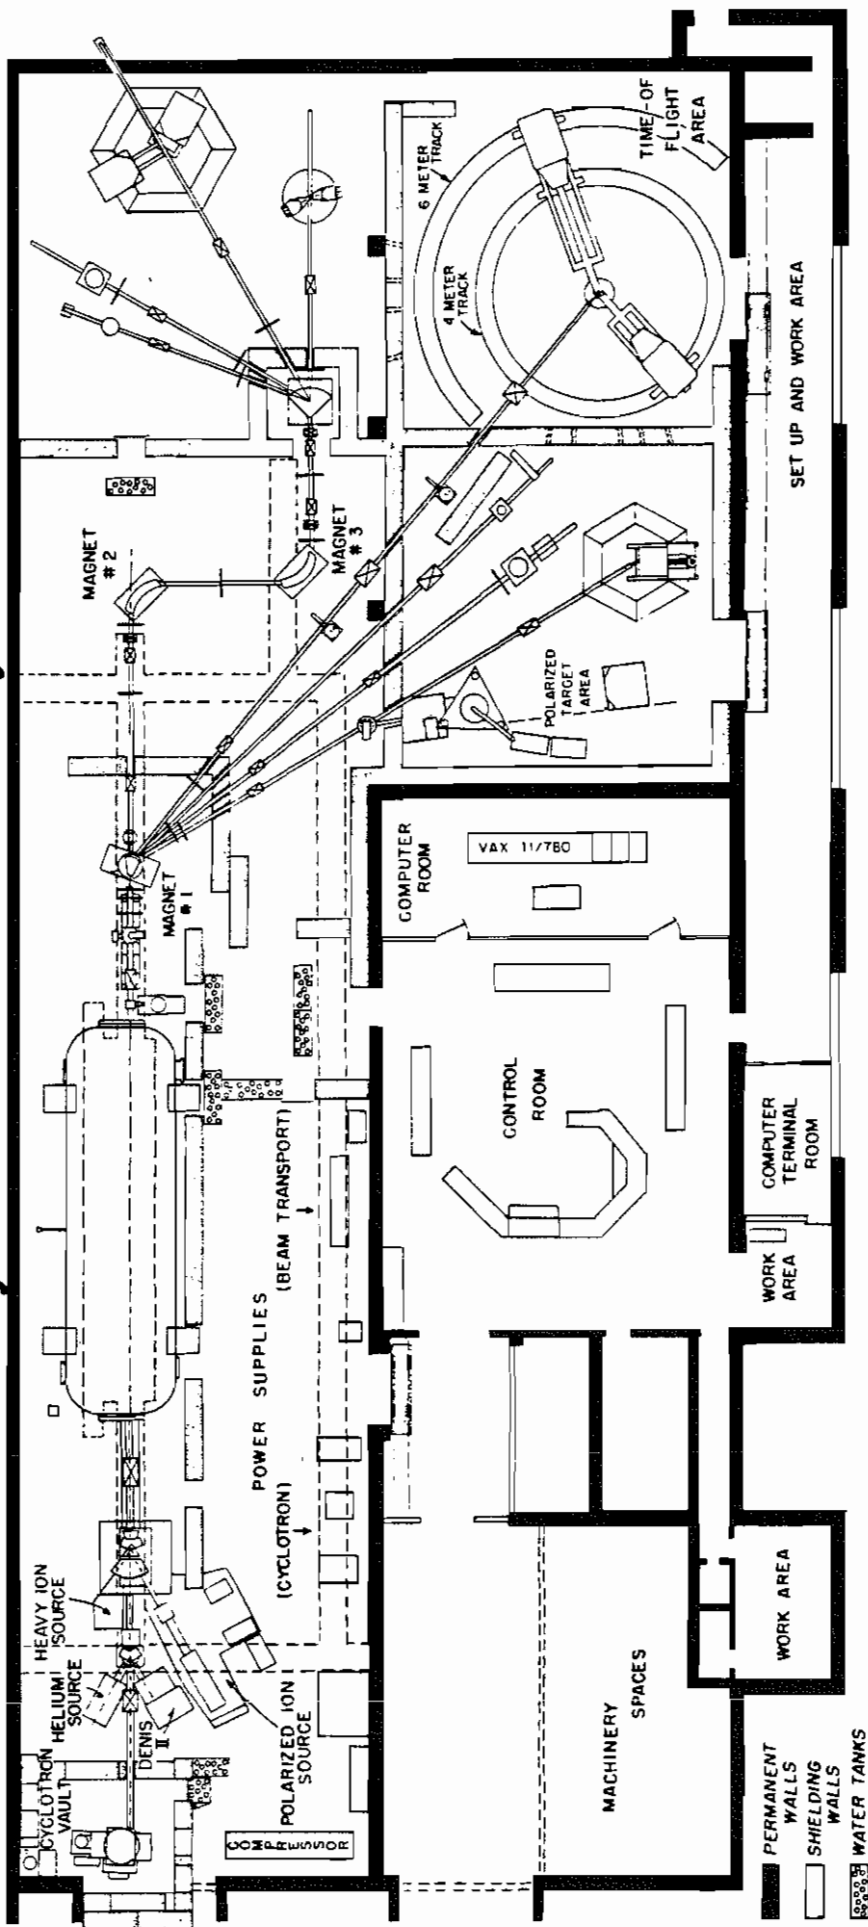 CYCLOTRON
VAULT
HELIUM
SOURCE
HEAVY ION
SOURCE
DENIS
II
POLARIZED ION
SOURCE
COMPRESSOR
POWER SUPPLIES
(CYCLOTRON)
(BEAM TRANSPORT)
MAGNET
#1
MAGNET
#2
MAGNET
#3
6 METER
TRACK
4 METER
TRACK
TIME-OF
FLIGHT
AREA
POLARIZED
TARGET
AREA
SET UP AND WORK AREA
COMPUTER
ROOM
VAX 11/780
CONTROL
ROOM
COMPUTER
TERMINAL
ROOM
WORK
AREA
MACHINERY
SPACES
WORK AREA
PERMANENT
WALLS
SHIELDING
WALLS
WATER TANKS